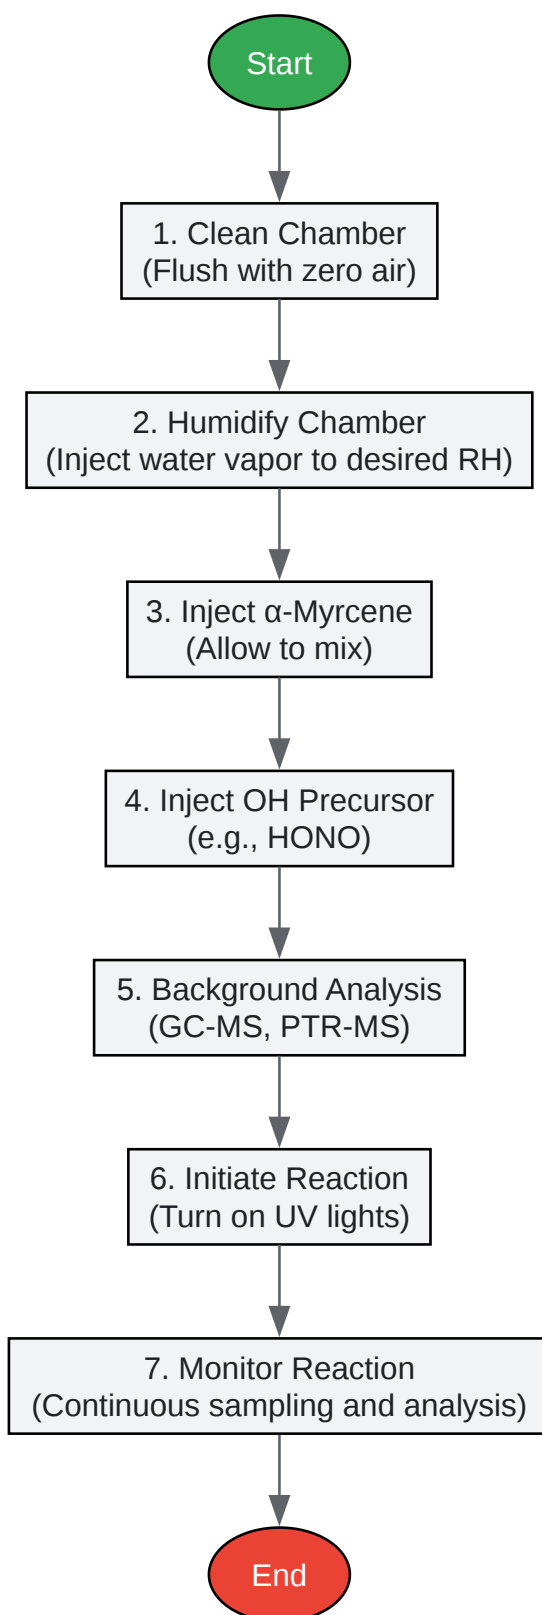 Start
1. Clean Chamber
(Flush with zero air)
2. Humidify Chamber
(Inject water vapor to desired RH)
3. Inject α-Myrcene
(Allow to mix)
4. Inject OH Precursor
(e.g., HONO)
5. Background Analysis
(GC-MS, PTR-MS)
6. Initiate Reaction
(Turn on UV lights)
7. Monitor Reaction
(Continuous sampling and analysis)
End